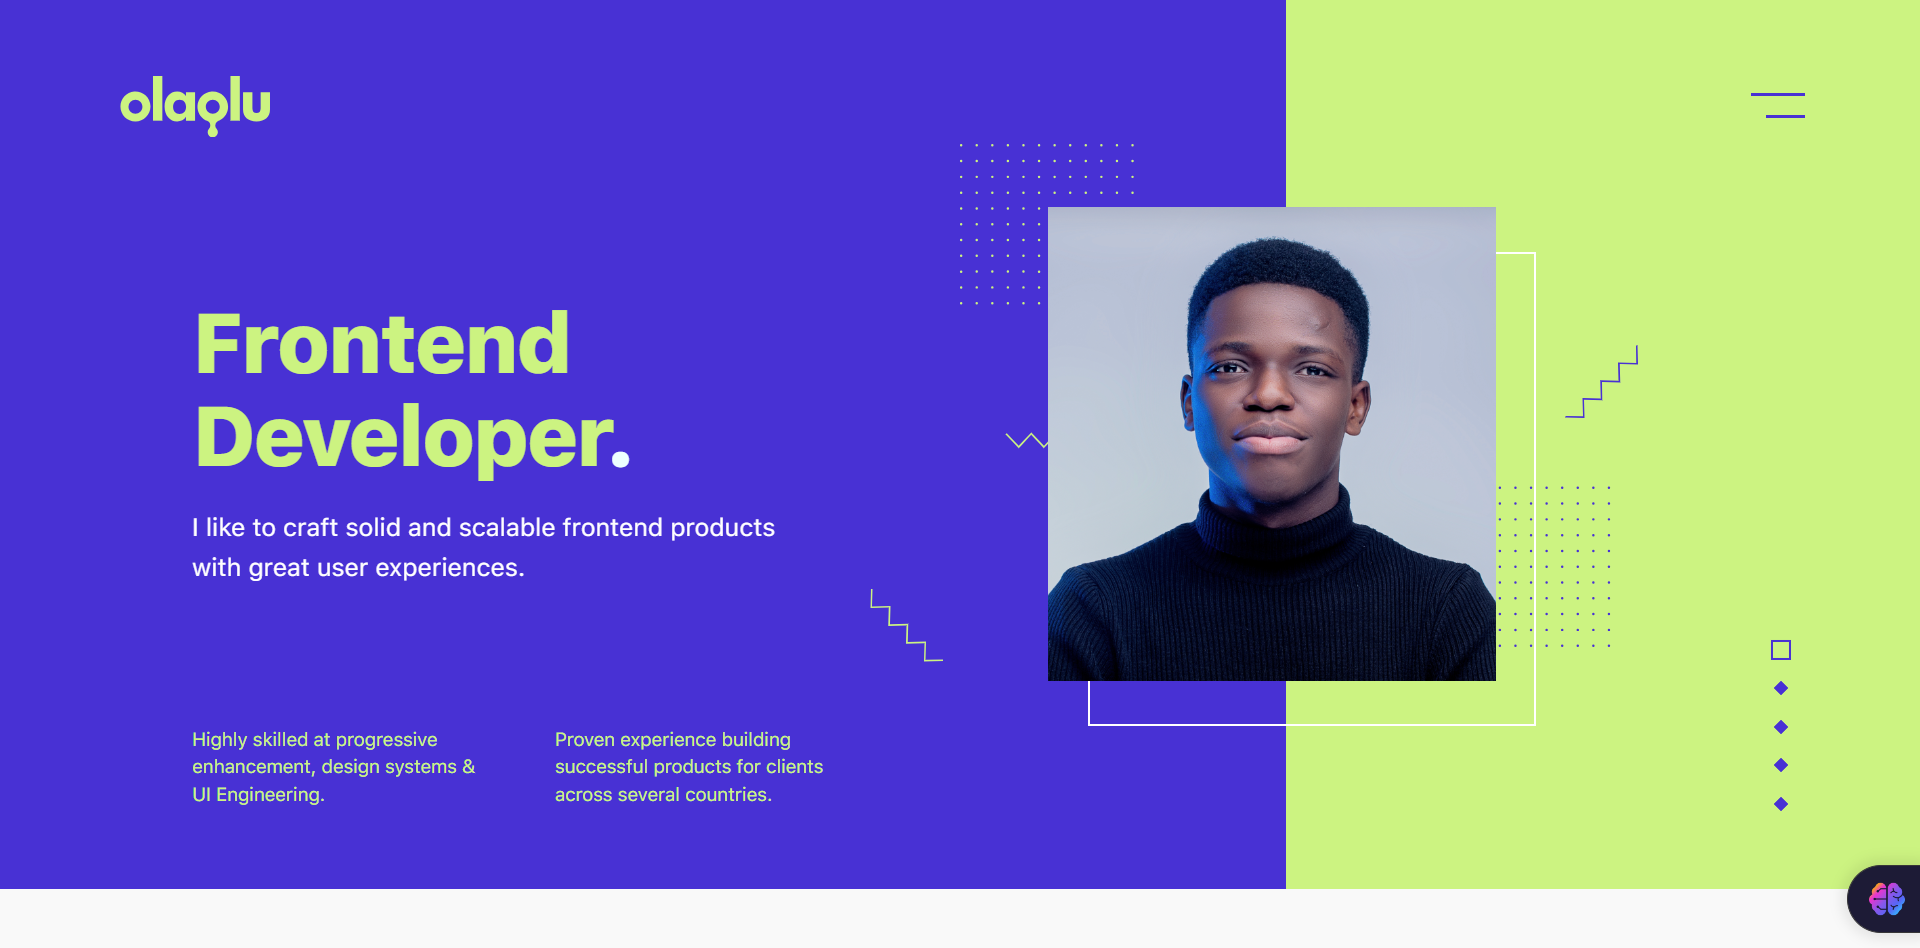 olaolu
Frontend
Developer.
I like to craft solid and scalable frontend products
with great user experiences.
Highly skilled at progressive
enhancement, design systems &
UI Engineering.
Proven experience building
successful products for clients
across several countries.